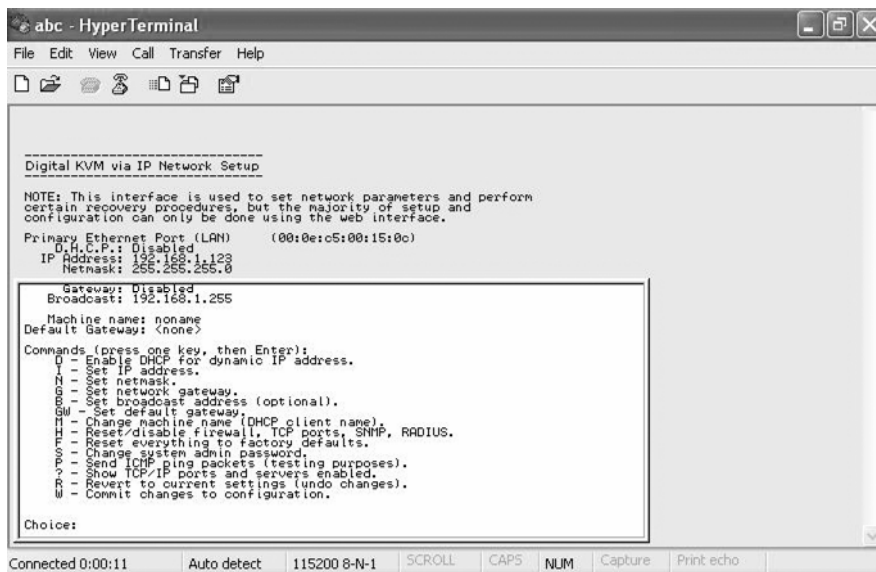 abc - HyperTerminal
File Edit View Call Transfer Help
Digital KVM via IP Network Setup
NOTE: This interface is used to set network parameters and perform
certain recovery procedures, but the majority of setup and
configuration can only be done using the web interface.
Primary Ethernet Port (LAN) (00:0e:c5:00:15:0c)
D.H.C.P.: Disabled
IP Address: 192.168.1.123
Netmask: 255.255.255.0
Gateway: Disabled
Broadcast: 192.168.1.255
Machine name: noname
Default Gateway: <none>
Commands (press one key, then Enter):
D - Enable DHCP for dynamic IP address.
I - Set IP address.
N - Set netmask.
G - Set network gateway.
B - Set broadcast address (optional).
GW - Set default gateway.
M - Change machine name (DHCP client name).
H - Reset/disable firewall, TCP ports, SNMP, RADIUS.
F - Reset everything to factory defaults.
S - Change system admin password.
P - Send ICMP ping packets (testing purposes).
? - Show TCP/IP ports and servers enabled.
R - Revert to current settings (undo changes).
W - Commit changes to configuration.
Choice:
Connected 0:00:11 Auto detect 115200 8-N-1 SCROLL CAPS NUM Capture Print echo